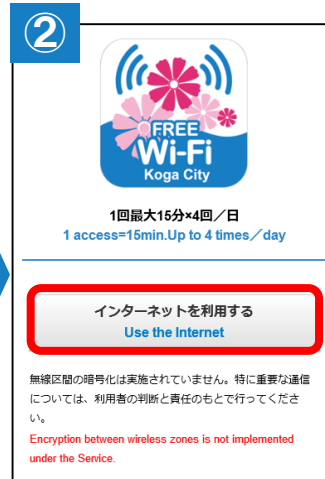 ②
FREE
Wi-Fi
Koga City
1回最大15分×4回／日
1 access=15min.Up to 4 times／day
インターネットを利用する
Use the Internet
無線区間の暗号化は実施されていません。特に重要な通信
については、利用者の判断と責任のもとで行ってくださ
い。
Encryption between wireless zones is not implemented
under the Service.